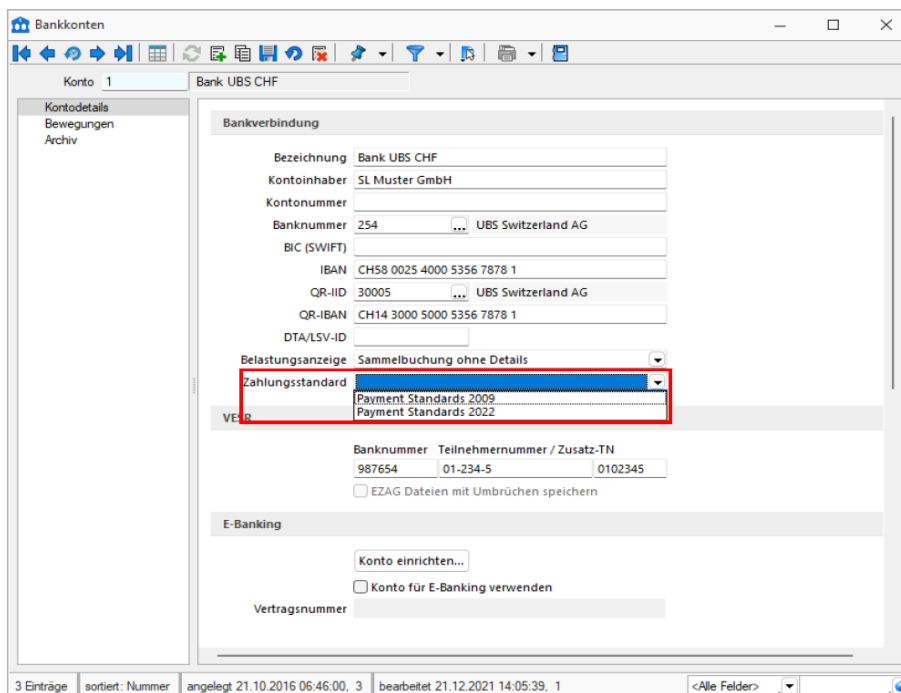 Bankkonten
Konto 1 Bank UBS CHF
Kontodetails
Bewegungen
Archiv
Bankverbindung
Bezeichnung Bank UBS CHF
Kontoinhaber SL Muster GmbH
Kontonummer
Banknummer 254 ... UBS Switzerland AG
BIC (SWIFT)
IBAN CH58 0025 4000 5356 7878 1
QR-IID 30005 ... UBS Switzerland AG
QR-IBAN CH14 3000 5000 5356 7878 1
DTA/LSV-ID
Belastungsanzeige Sammelbuchung ohne Details
Zahlungsstandard
Payment Standards 2009
Payment Standards 2022
VESR
Banknummer Teilnehmernummer / Zusatz-TN
987654 01-234-5 0102345
EZAG Dateien mit Umbrüchen speichern
E-Banking
Konto einrichten...
Konto für E-Banking verwenden
Vertragsnummer
3 Einträge sortiert: Nummer angelegt 21.10.2016 06:46:00, 3 bearbeitet 21.12.2021 14:05:39, 1 <Alle Felder>